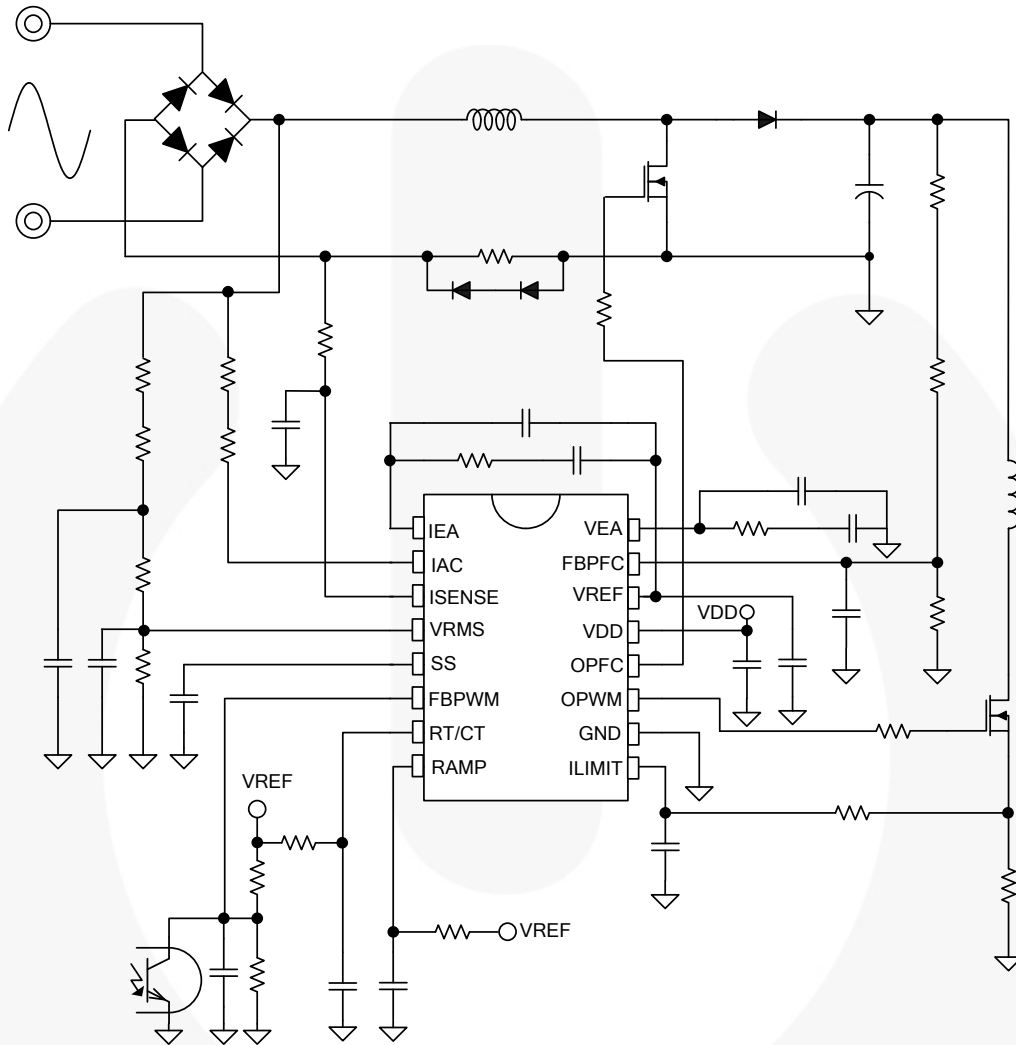 IEA
IAC
ISENSE
VRMS
SS
FBPWM
RT/CT
RAMP
VEA
FBPFC
VREF
VDD
OPFC
OPWM
GND
ILIMIT
VDD
VREF
VREF